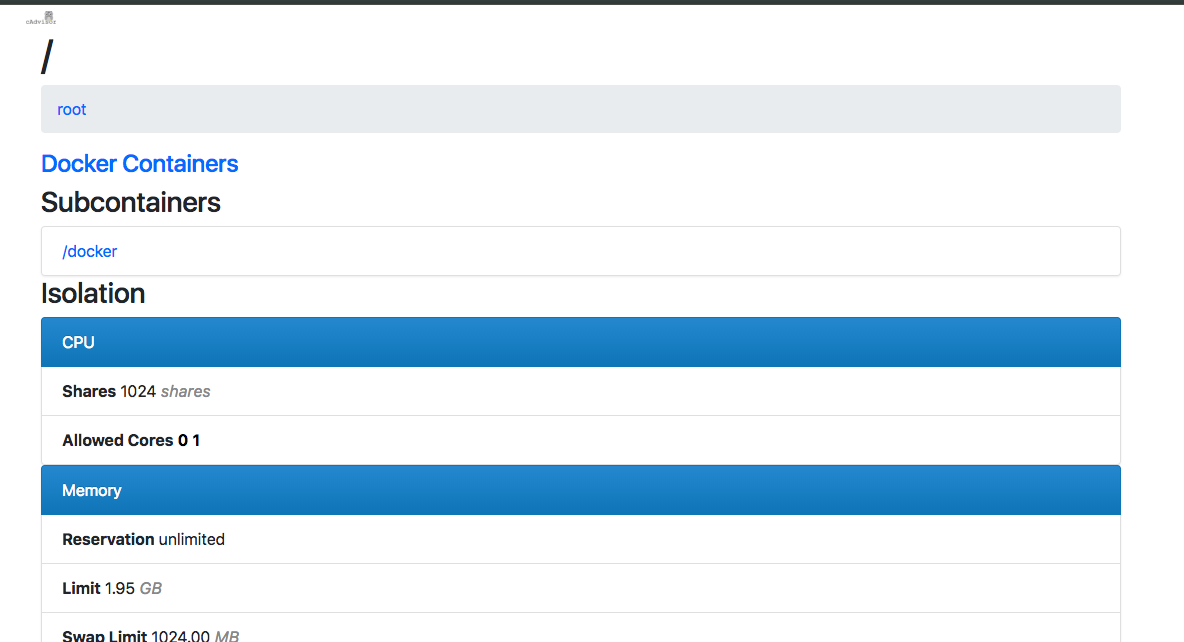 cAdvisor
/
root
Docker Containers
Subcontainers
/docker
Isolation
CPU
Shares 1024 shares
Allowed Cores 0 1
Memory
Reservation unlimited
Limit 1.95 GB
Swap Limit 1024.00 MB